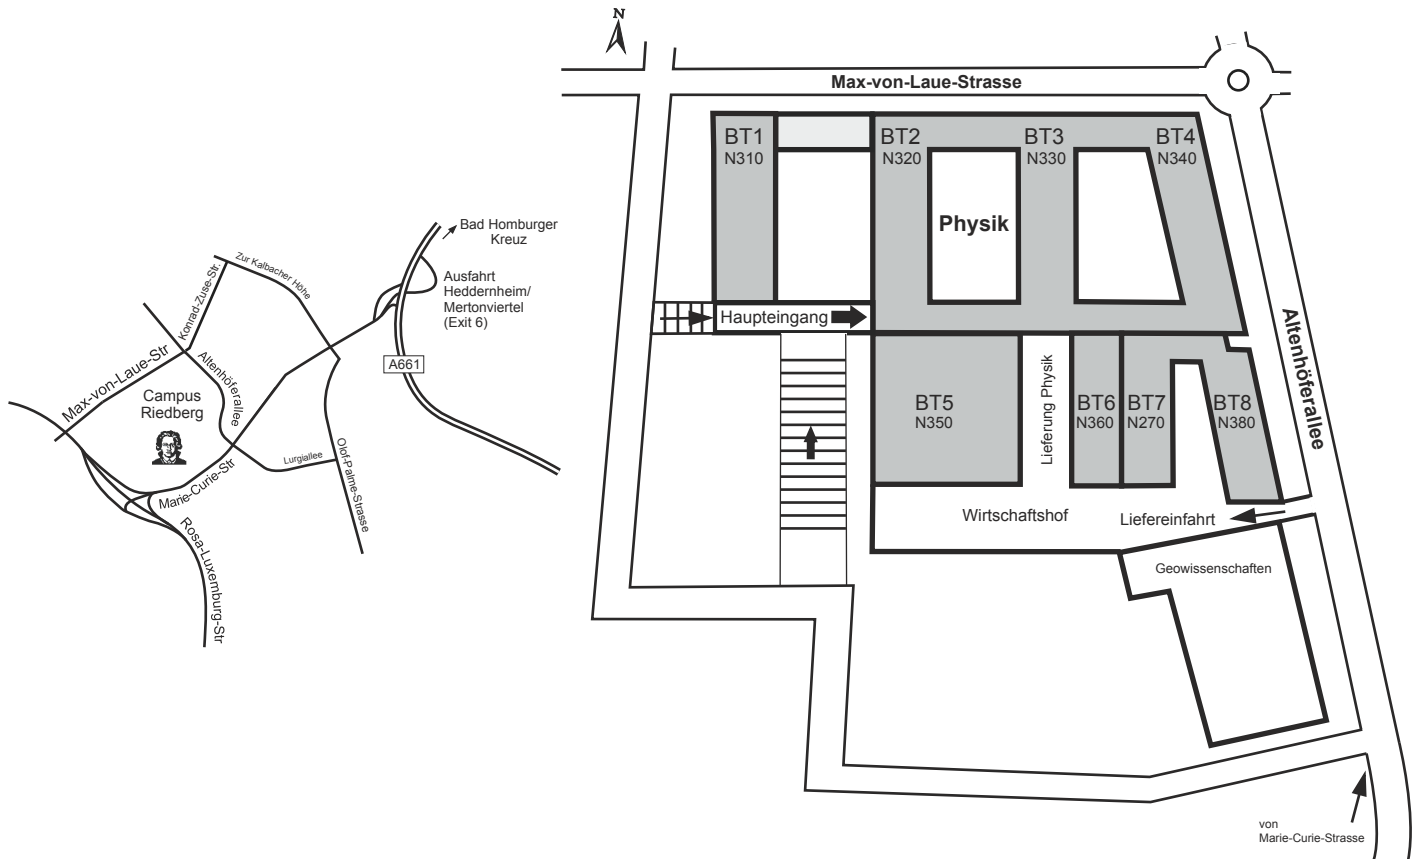 N
Max-von-Laue-Strasse
BT1
N310
BT2
N320
BT3
N330
BT4
N340
Physik
Haupteingang
Altenhöferallee
BT5
N350
Lieferung Physik
BT6
N360
BT7
N270
BT8
N380
Wirtschaftshof
Liefereinfahrt
Geowissenschaften
von
Marie-Curie-Strasse
Bad Homburger
Kreuz
Zur Kalbacher Höhe
Konrad-Zuse-Str.
Ausfahrt
Heddernheim/
Mertonviertel
(Exit 6)
A661
Max-von-Laue-Str
Altenhöferallee
Campus
Riedberg
Lurgiallee
Olof-Palme-Strasse
Marie-Curie-Str
Rosa-Luxemburg-Str